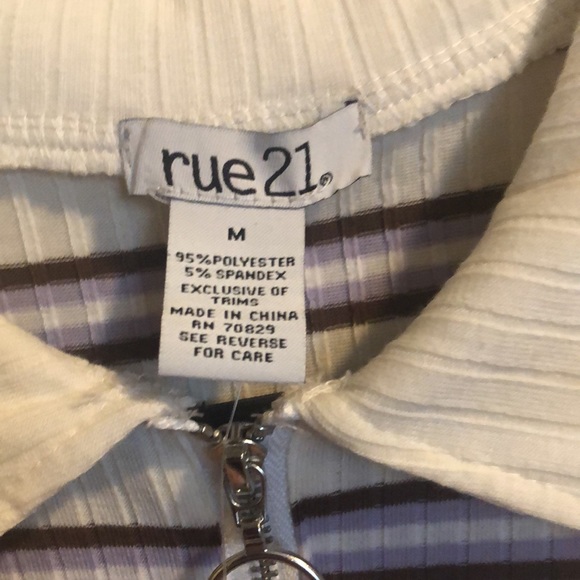 rue21®
M
95%POLYESTER
5% SPANDEX
EXCLUSIVE OF
TRIMS
MADE IN CHINA
RN 70829
SEE REVERSE
FOR CARE